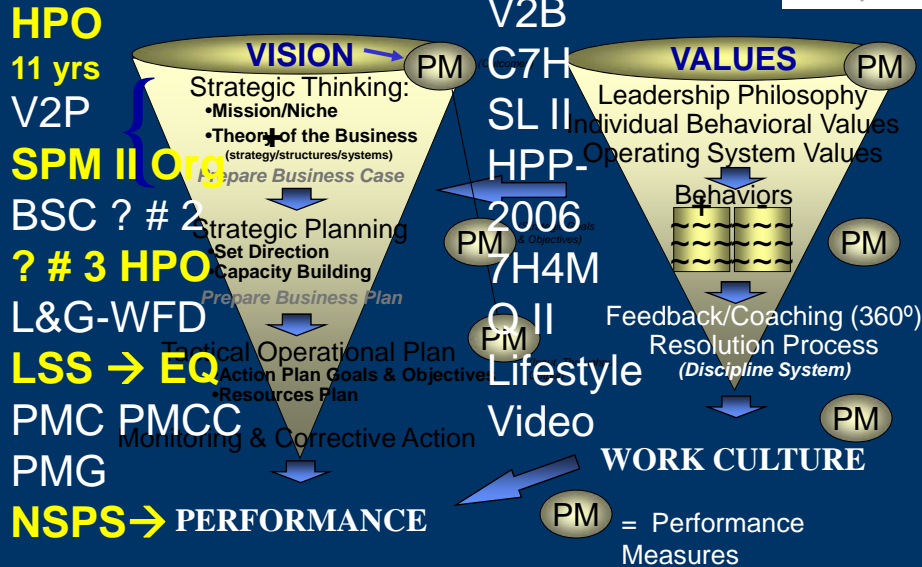 HPO
11 yrs
V2P
SPM II Org
BSC ? # 2
? # 3 HPO
L&G-WFD
LSS → EQ
PMC PMCC
PMG
NSPS→
VISION
PM
Strategic Thinking:
•Mission/Niche
•Theory of the Business
(strategy/structures/systems)
Prepare Business Case
+
Strategic Planning
•Set Direction
•Capacity Building
Prepare Business Plan
PM
& Objectives)
Tactical Operational Plan
•Action Plan Goals & Objectives
•Resources Plan
PM
Monitoring & Corrective Action
PERFORMANCE
V2B
C7H
SL II
HPP-
2006
7H4M
Q II
Lifestyle
Video
VALUES
PM
Leadership Philosophy
Individual Behavioral Values
Operating System Values
Behaviors
+ -
~ ~ ~ ~ ~ ~
~ ~ ~ ~ ~ ~
~ ~ ~ ~ ~ ~
PM
Feedback/Coaching (360º)
Resolution Process
(Discipline System)
PM
WORK CULTURE
PM = Performance
Measures